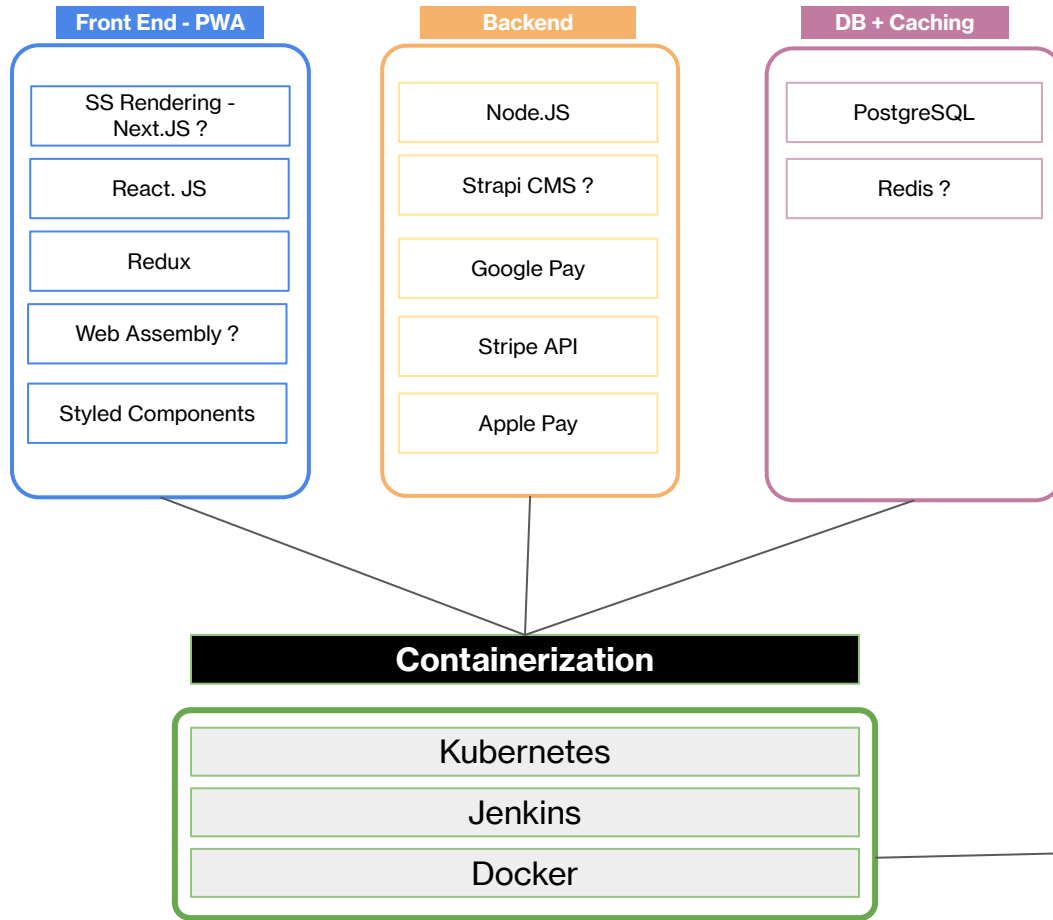 Front End - PWA
SS Rendering -
Next.JS ?
React. JS
Redux
Web Assembly ?
Styled Components
Backend
Node.JS
Strapi CMS ?
Google Pay
Stripe API
Apple Pay
DB + Caching
PostgreSQL
Redis ?
Containerization
Kubernetes
Jenkins
Docker